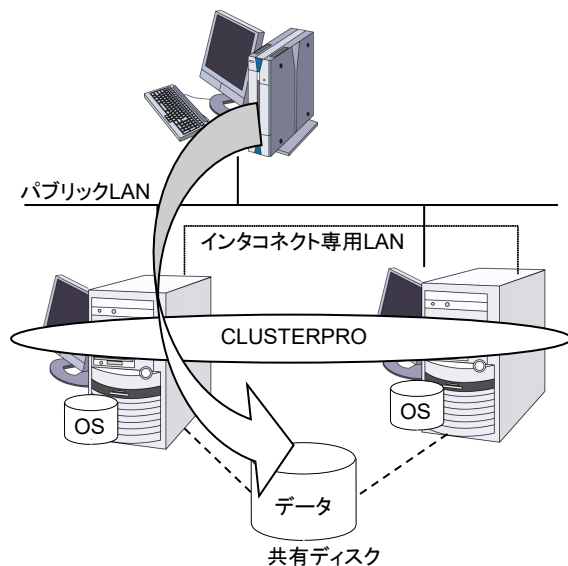 パブリックLAN
インタコネクト専用LAN
CLUSTERPRO
OS
OS
データ
共有ディスク